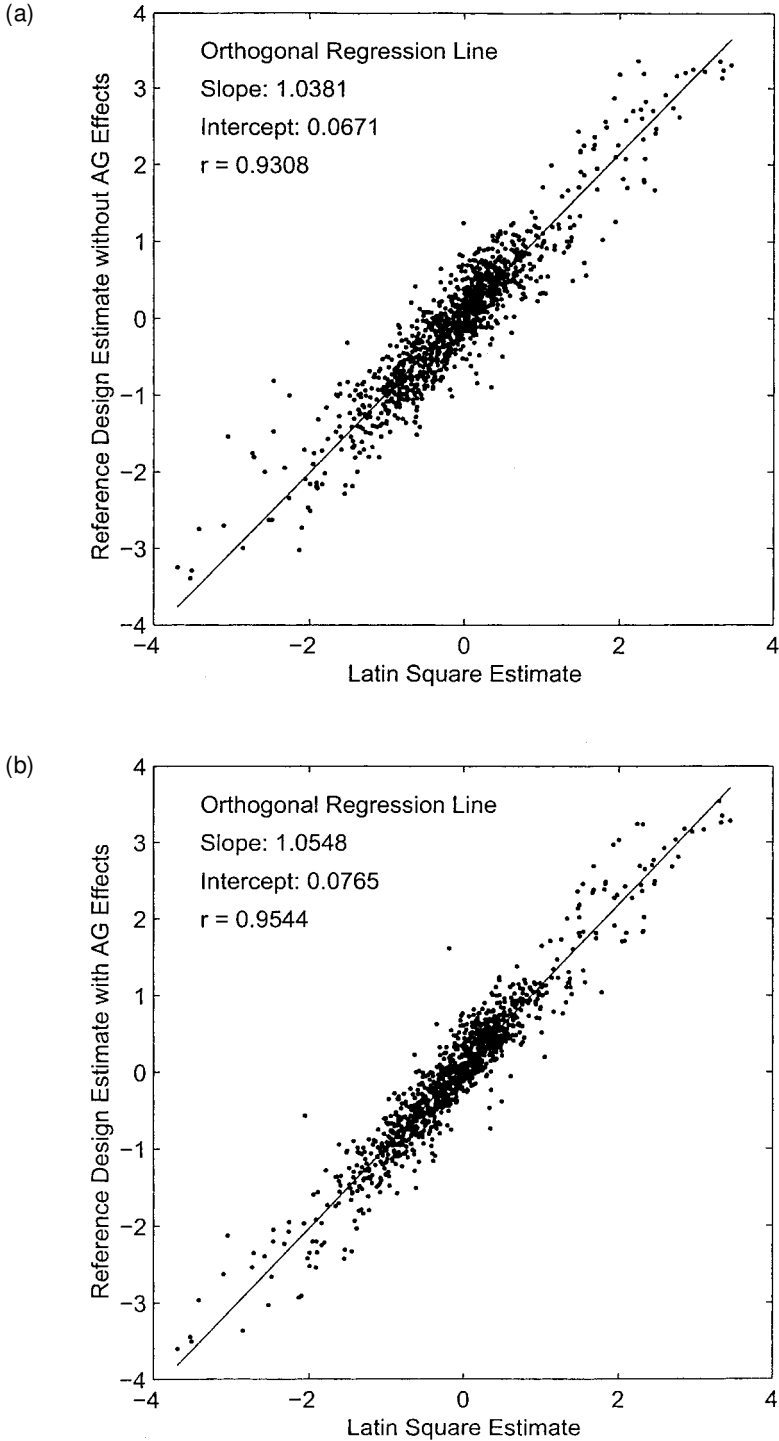 (a)
Orthogonal Regression Line
Slope: 1.0381
Intercept: 0.0671
r = 0.9308
Reference Design Estimate without AG Effects
4
3
2
1
0
−1
−2
−3
−4
−4 −2 0 2 4
Latin Square Estimate
(b)
Orthogonal Regression Line
Slope: 1.0548
Intercept: 0.0765
r = 0.9544
Reference Design Estimate with AG Effects
4
3
2
1
0
−1
−2
−3
−4
−4 −2 0 2 4
Latin Square Estimate